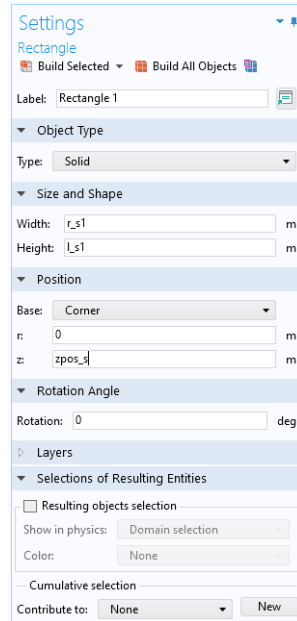 Settings
Rectangle
Build Selected Build All Objects
Label: Rectangle 1
Object Type
Type: Solid
Size and Shape
Width: r_s1 m
Height: l_s1 m
Position
Base: Corner
r: 0 m
z: zpos_s m
Rotation Angle
Rotation: 0 deg
Layers
Selections of Resulting Entities
Resulting objects selection
Show in physics: Domain selection
Color: None
Cumulative selection
Contribute to: None New